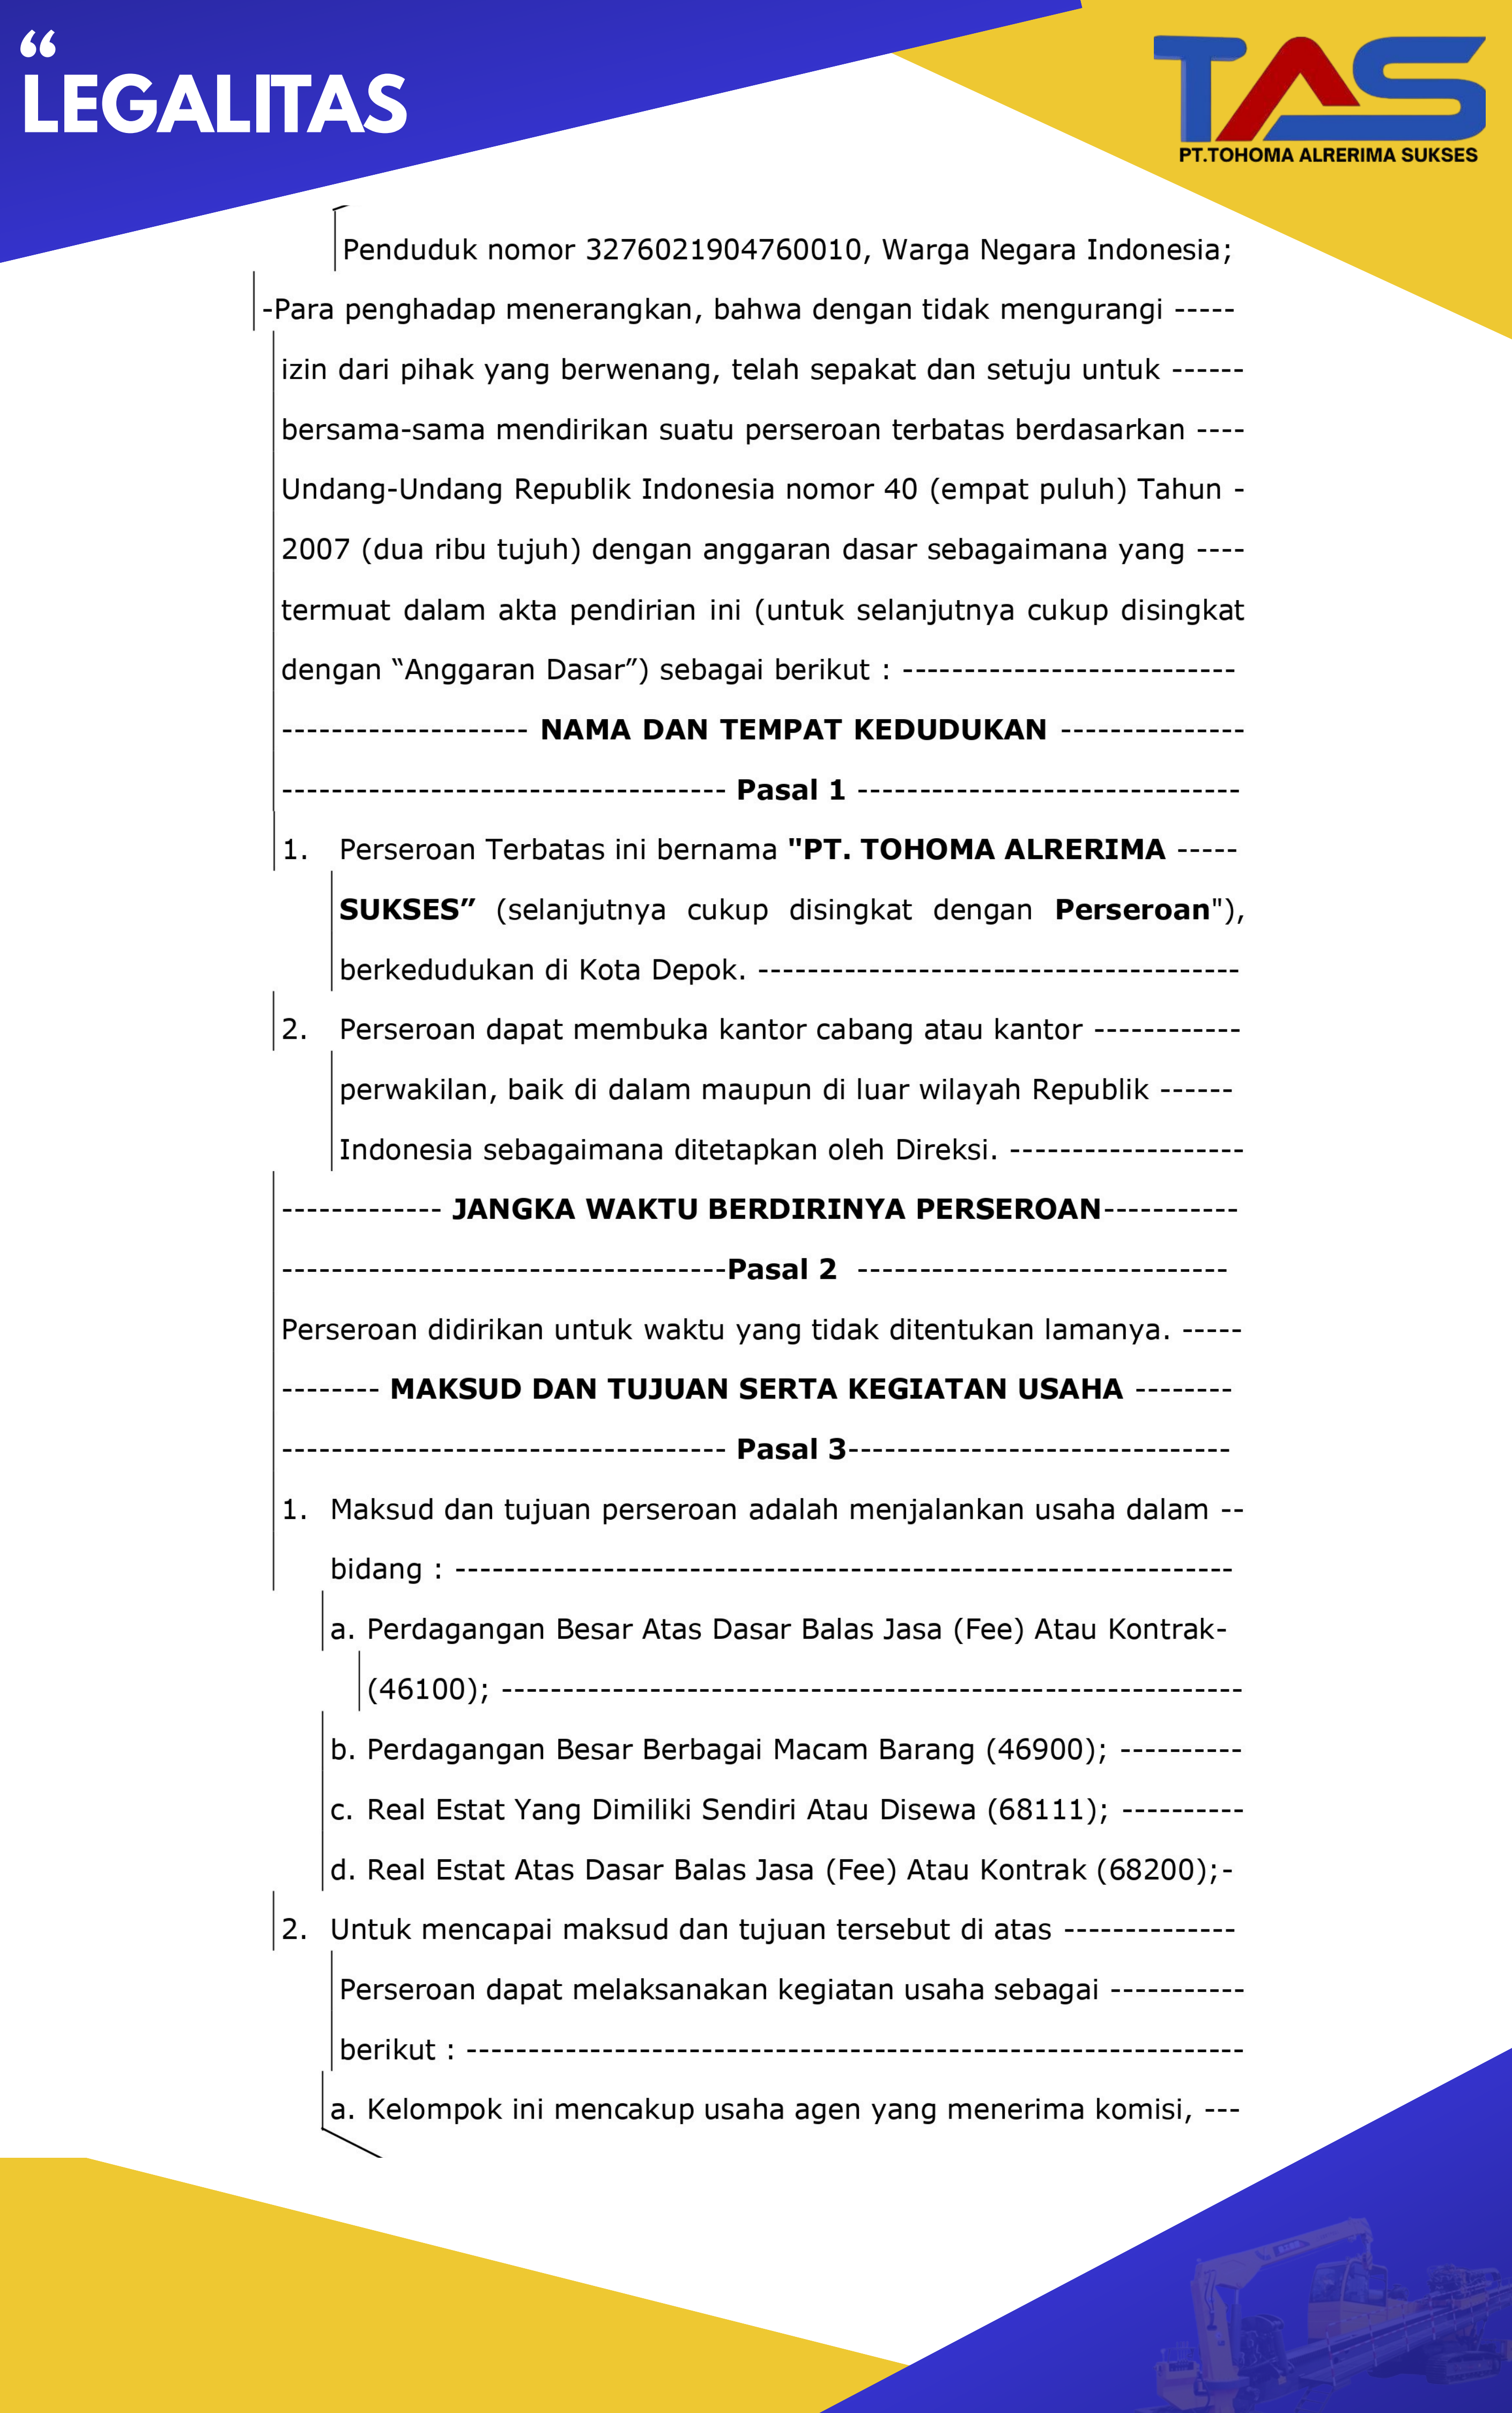 “
LEGALITAS
TAS
PT.TOHOMA ALRERIMA SUKSES
Penduduk nomor 3276021904760010, Warga Negara Indonesia;
-Para penghadap menerangkan, bahwa dengan tidak mengurangi -----
izin dari pihak yang berwenang, telah sepakat dan setuju untuk ------
bersama-sama mendirikan suatu perseroan terbatas berdasarkan ----
Undang-Undang Republik Indonesia nomor 40 (empat puluh) Tahun -
2007 (dua ribu tujuh) dengan anggaran dasar sebagaimana yang ----
termuat dalam akta pendirian ini (untuk selanjutnya cukup disingkat
dengan “Anggaran Dasar”) sebagai berikut : ---------------------------
-------------------- NAMA DAN TEMPAT KEDUDUKAN ---------------
------------------------------------ Pasal 1 -------------------------------
1. Perseroan Terbatas ini bernama "PT. TOHOMA ALRERIMA -----
SUKSES” (selanjutnya cukup disingkat dengan Perseroan"),
berkedudukan di Kota Depok. ---------------------------------------
2. Perseroan dapat membuka kantor cabang atau kantor ------------
perwakilan, baik di dalam maupun di luar wilayah Republik ------
Indonesia sebagaimana ditetapkan oleh Direksi. -------------------
------------- JANGKA WAKTU BERDIRINYA PERSEROAN-----------
------------------------------------Pasal 2 ------------------------------
Perseroan didirikan untuk waktu yang tidak ditentukan lamanya. -----
-------- MAKSUD DAN TUJUAN SERTA KEGIATAN USAHA --------
------------------------------------ Pasal 3-------------------------------
1. Maksud dan tujuan perseroan adalah menjalankan usaha dalam --
bidang : ---------------------------------------------------------------
a. Perdagangan Besar Atas Dasar Balas Jasa (Fee) Atau Kontrak-
(46100); ------------------------------------------------------------
b. Perdagangan Besar Berbagai Macam Barang (46900); ----------
c. Real Estat Yang Dimiliki Sendiri Atau Disewa (68111); ----------
d. Real Estat Atas Dasar Balas Jasa (Fee) Atau Kontrak (68200);-
2. Untuk mencapai maksud dan tujuan tersebut di atas --------------
Perseroan dapat melaksanakan kegiatan usaha sebagai -----------
berikut : ---------------------------------------------------------------
a. Kelompok ini mencakup usaha agen yang menerima komisi, ---